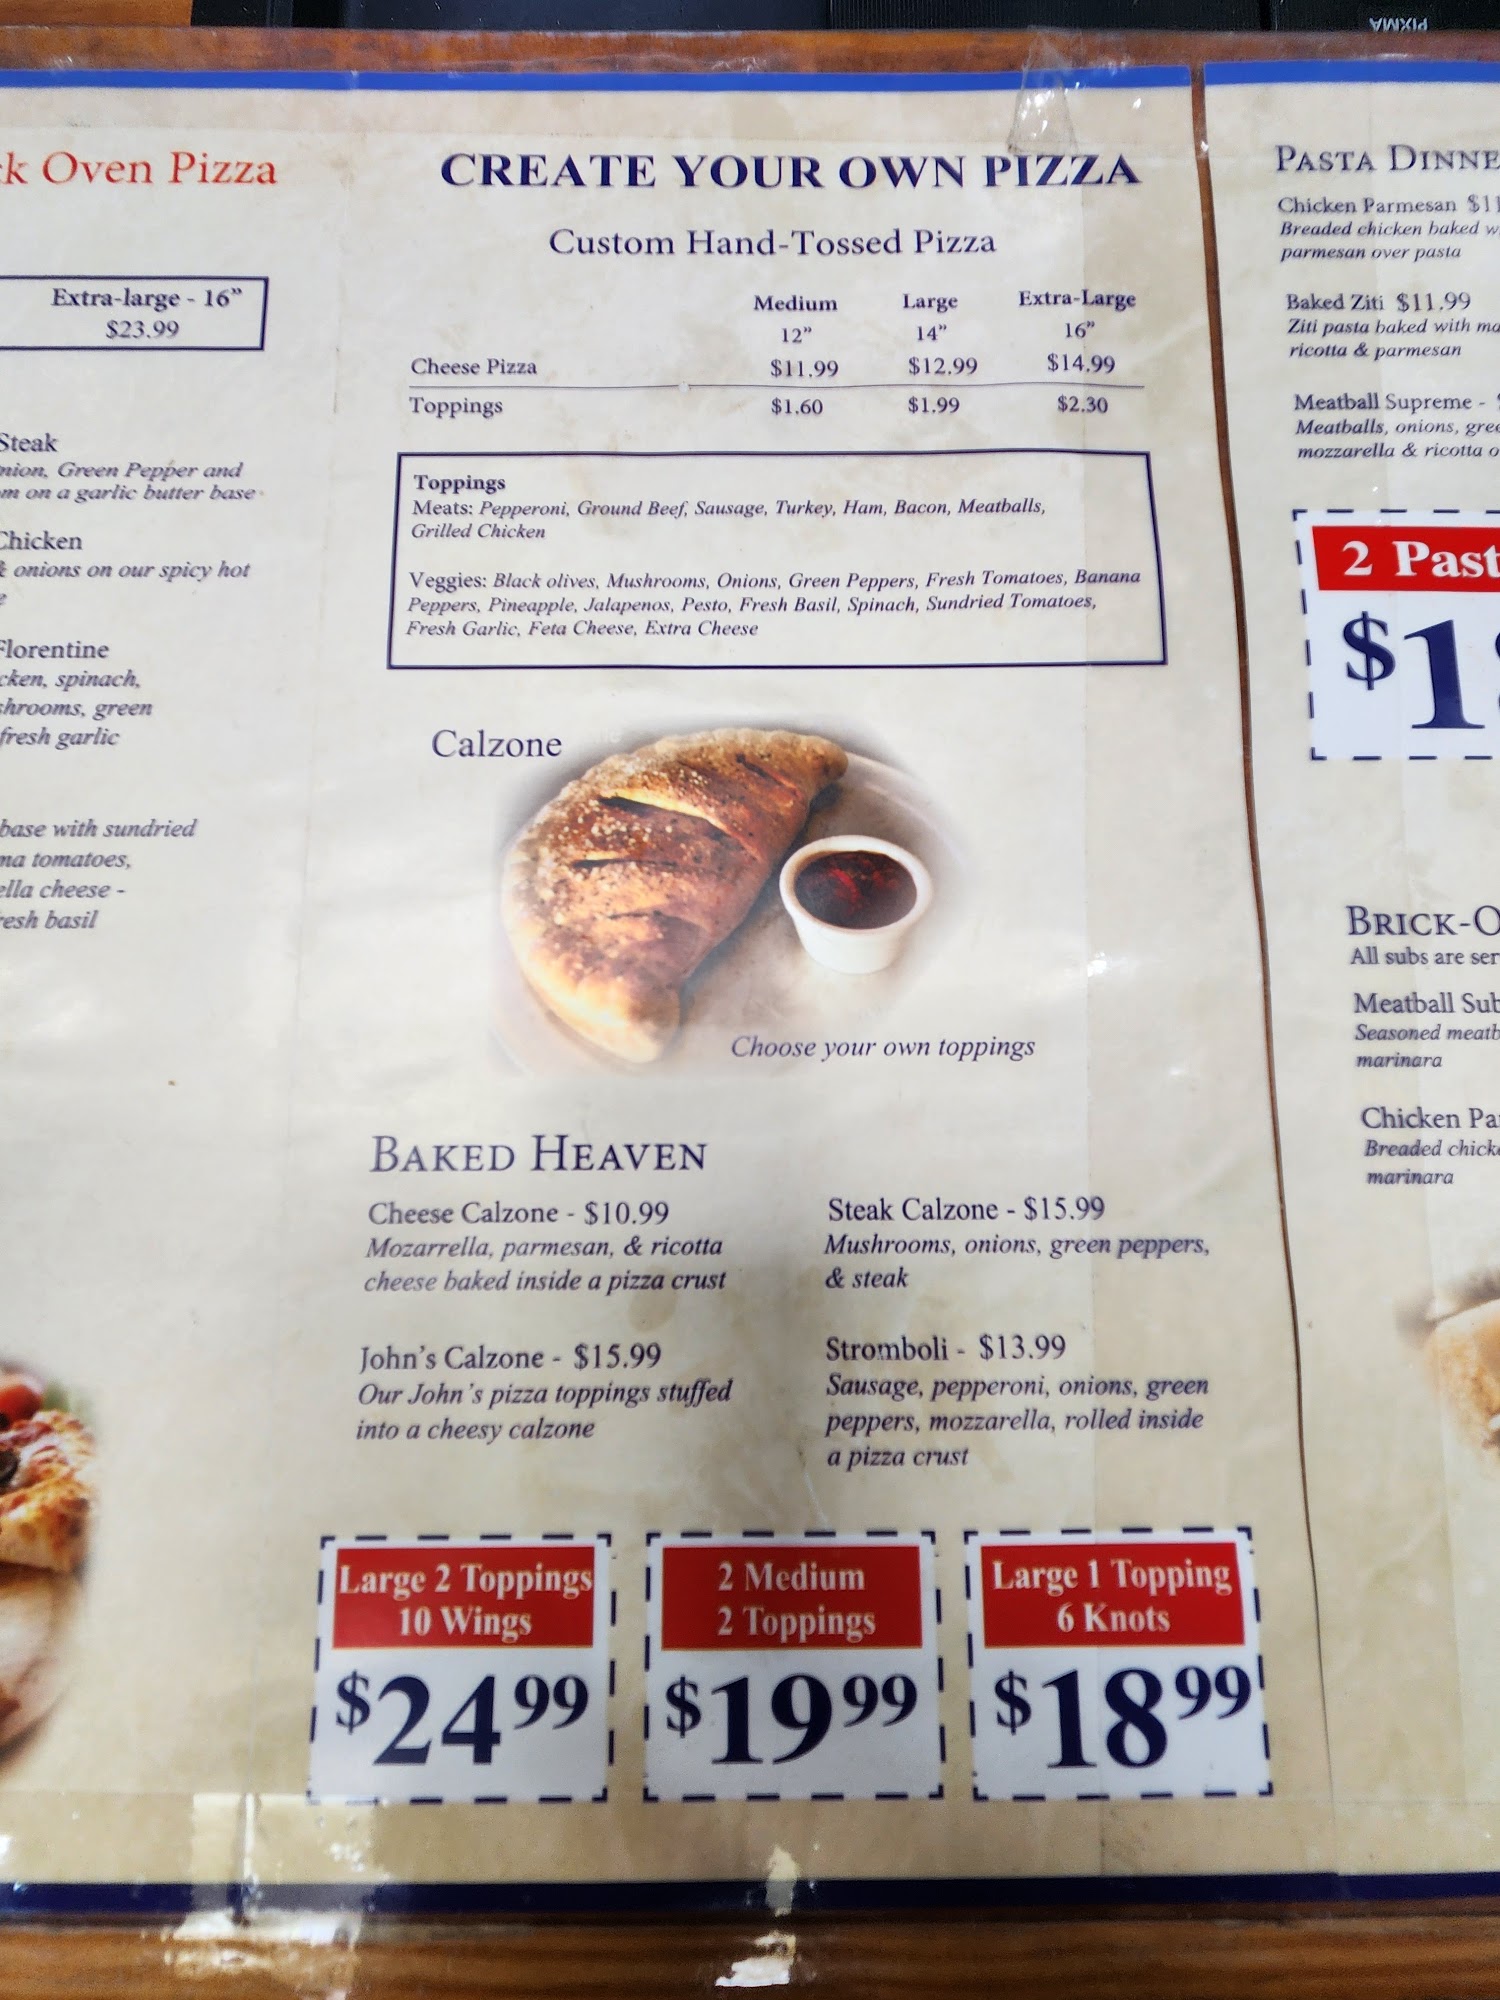 PIXMA
k Oven Pizza
Extra-large - 16”
$23.99
Steak
nion, Green Pepper and
m on a garlic butter base
Chicken
& onions on our spicy hot
e
Florentine
cken, spinach,
shrooms, green
fresh garlic
base with sundried
ma tomatoes,
ella cheese -
resh basil
CREATE YOUR OWN PIZZA
Custom Hand-Tossed Pizza
Medium Large Extra-Large
12” 14” 16”
Cheese Pizza $11.99 $12.99 $14.99
Toppings $1.60 $1.99 $2.30
Toppings
Meats: Pepperoni, Ground Beef, Sausage, Turkey, Ham, Bacon, Meatballs,
Grilled Chicken
Veggies: Black olives, Mushrooms, Onions, Green Peppers, Fresh Tomatoes, Banana
Peppers, Pineapple, Jalapenos, Pesto, Fresh Basil, Spinach, Sundried Tomatoes,
Fresh Garlic, Feta Cheese, Extra Cheese
Calzone
Choose your own toppings
BAKED HEAVEN
Cheese Calzone - $10.99
Mozarrella, parmesan, & ricotta
cheese baked inside a pizza crust
John’s Calzone - $15.99
Our John’s pizza toppings stuffed
into a cheesy calzone
Steak Calzone - $15.99
Mushrooms, onions, green peppers,
& steak
Stromboli - $13.99
Sausage, pepperoni, onions, green
peppers, mozzarella, rolled inside
a pizza crust
Large 2 Toppings
10 Wings
$24 99
2 Medium
2 Toppings
$19 99
Large 1 Topping
6 Knots
$18 99
PASTA DINNE
Chicken Parmesan $11
Breaded chicken baked w
parmesan over pasta
Baked Ziti $11.99
Ziti pasta baked with ma
ricotta & parmesan
Meatball Supreme -
Meatballs, onions, gree
mozzarella & ricotta o
2 Past
$1
BRICK-O
All subs are ser
Meatball Sub
Seasoned meatb
marinara
Chicken Pa
Breaded chick
marinara